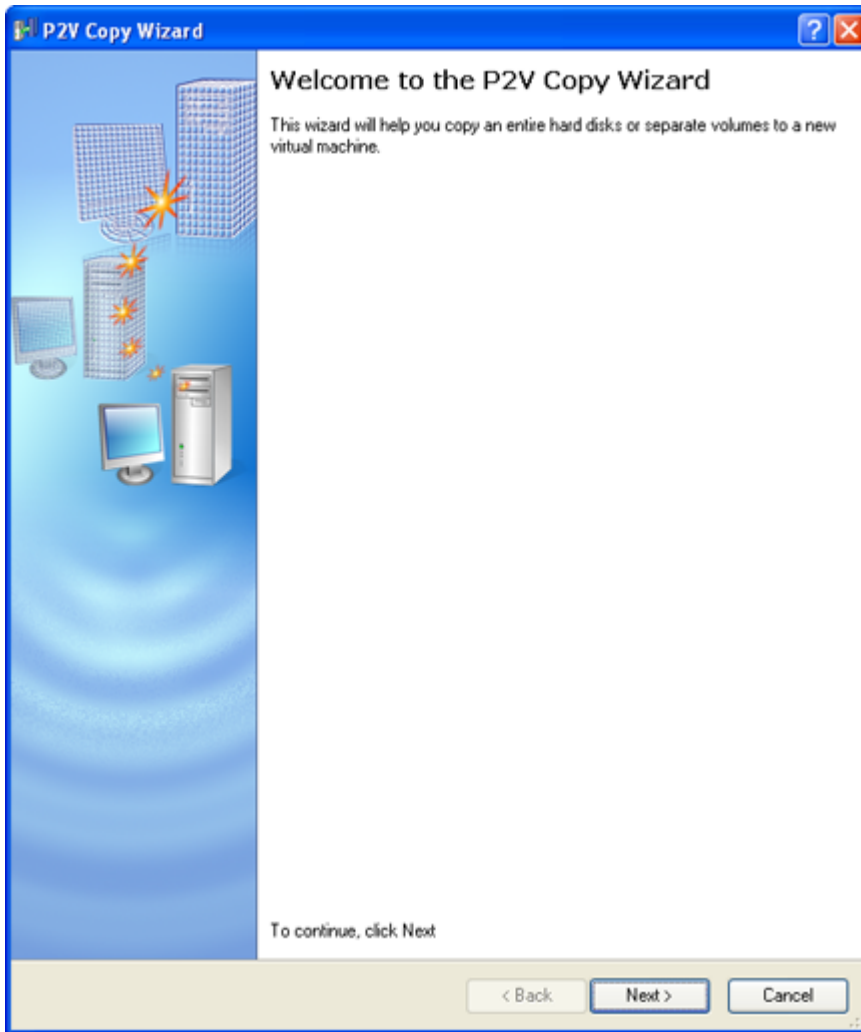 P2V Copy Wizard
Welcome to the P2V Copy Wizard
This wizard will help you copy an entire hard disks or separate volumes to a new
virtual machine.
To continue, click Next
< Back
Next >
Cancel